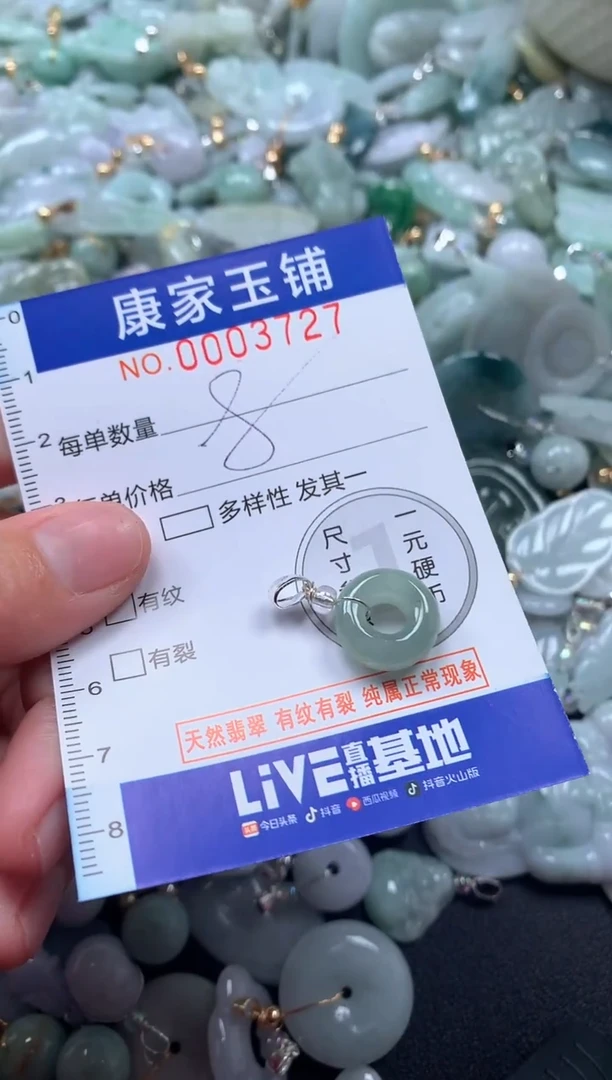 康家玉铺
NO.0003727
0
1
2
每单数量
8
单价格
多样性 发其一
尺寸
一元硬币
有纹
有裂
6
7
8
天然翡翠 有纹有裂 纯属正常现象
LiVE直播基地
今日头条 抖音 西瓜视频 抖音火山版